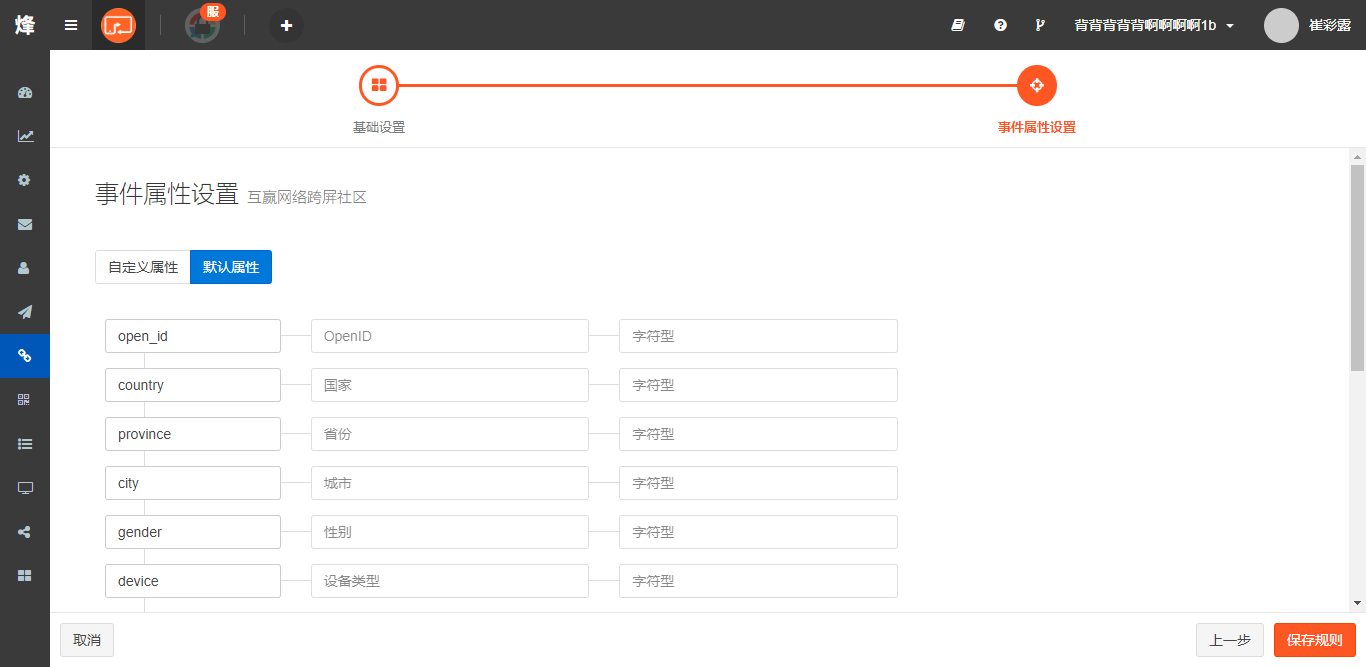 烽 服 背背背背背啊啊啊啊1b 崔彩露
基础设置 事件属性设置
事件属性设置 互赢网络跨屏社区
自定义属性 默认属性
open_id OpenID 字符型
country 国家 字符型
province 省份 字符型
city 城市 字符型
gender 性别 字符型
device 设备类型 字符型
取消 上一步 保存规则